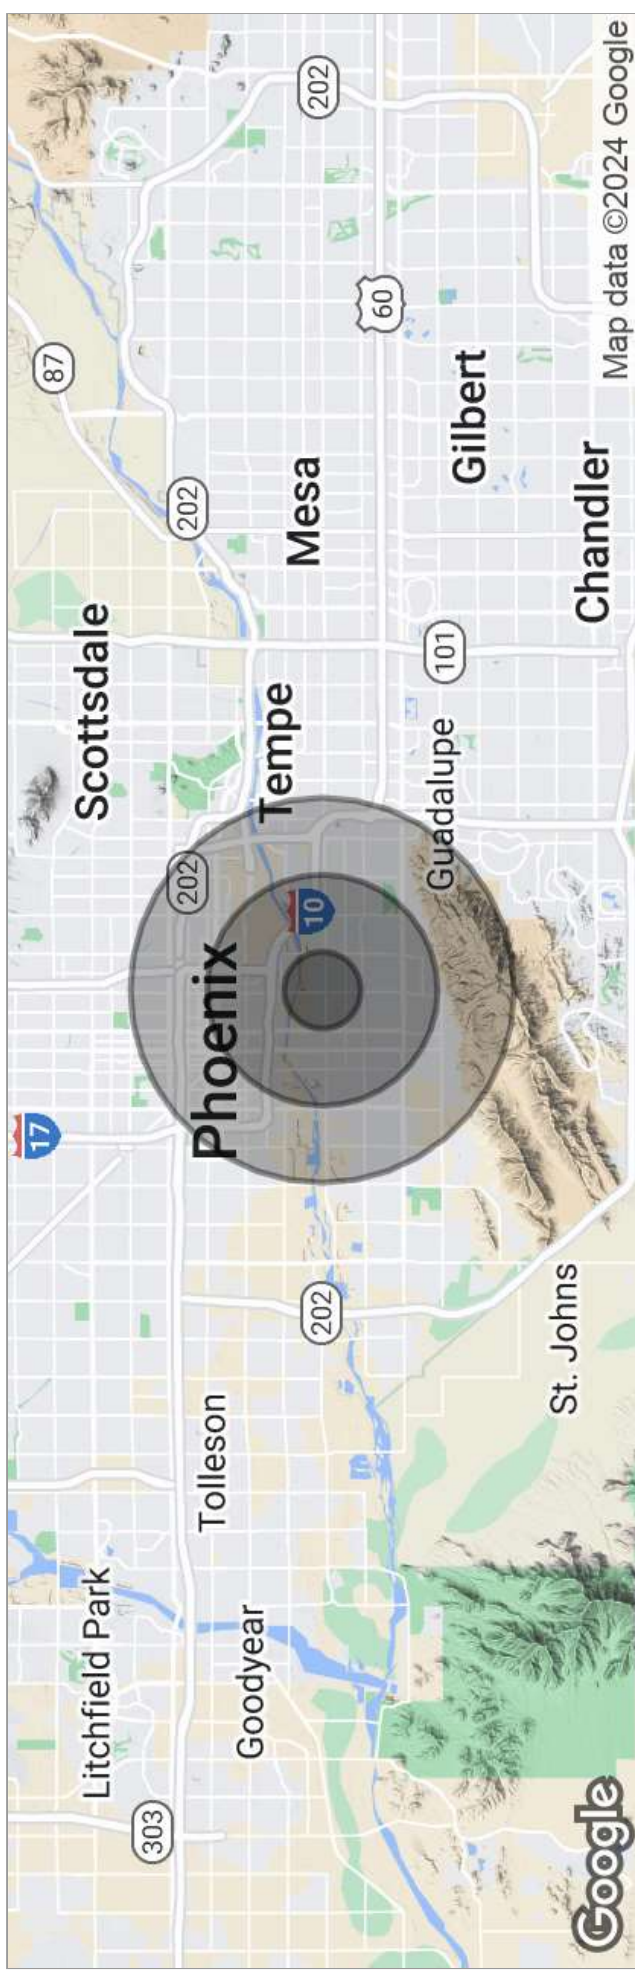 202
87
60
202
Scottsdale
Mesa
Gilbert
Chandler
101
Tempe
Guadalupe
202
10
Phoenix
17
202
St. Johns
Tolleson
Litchfield Park
Goodyear
303
Google
Map data ©2024 Google